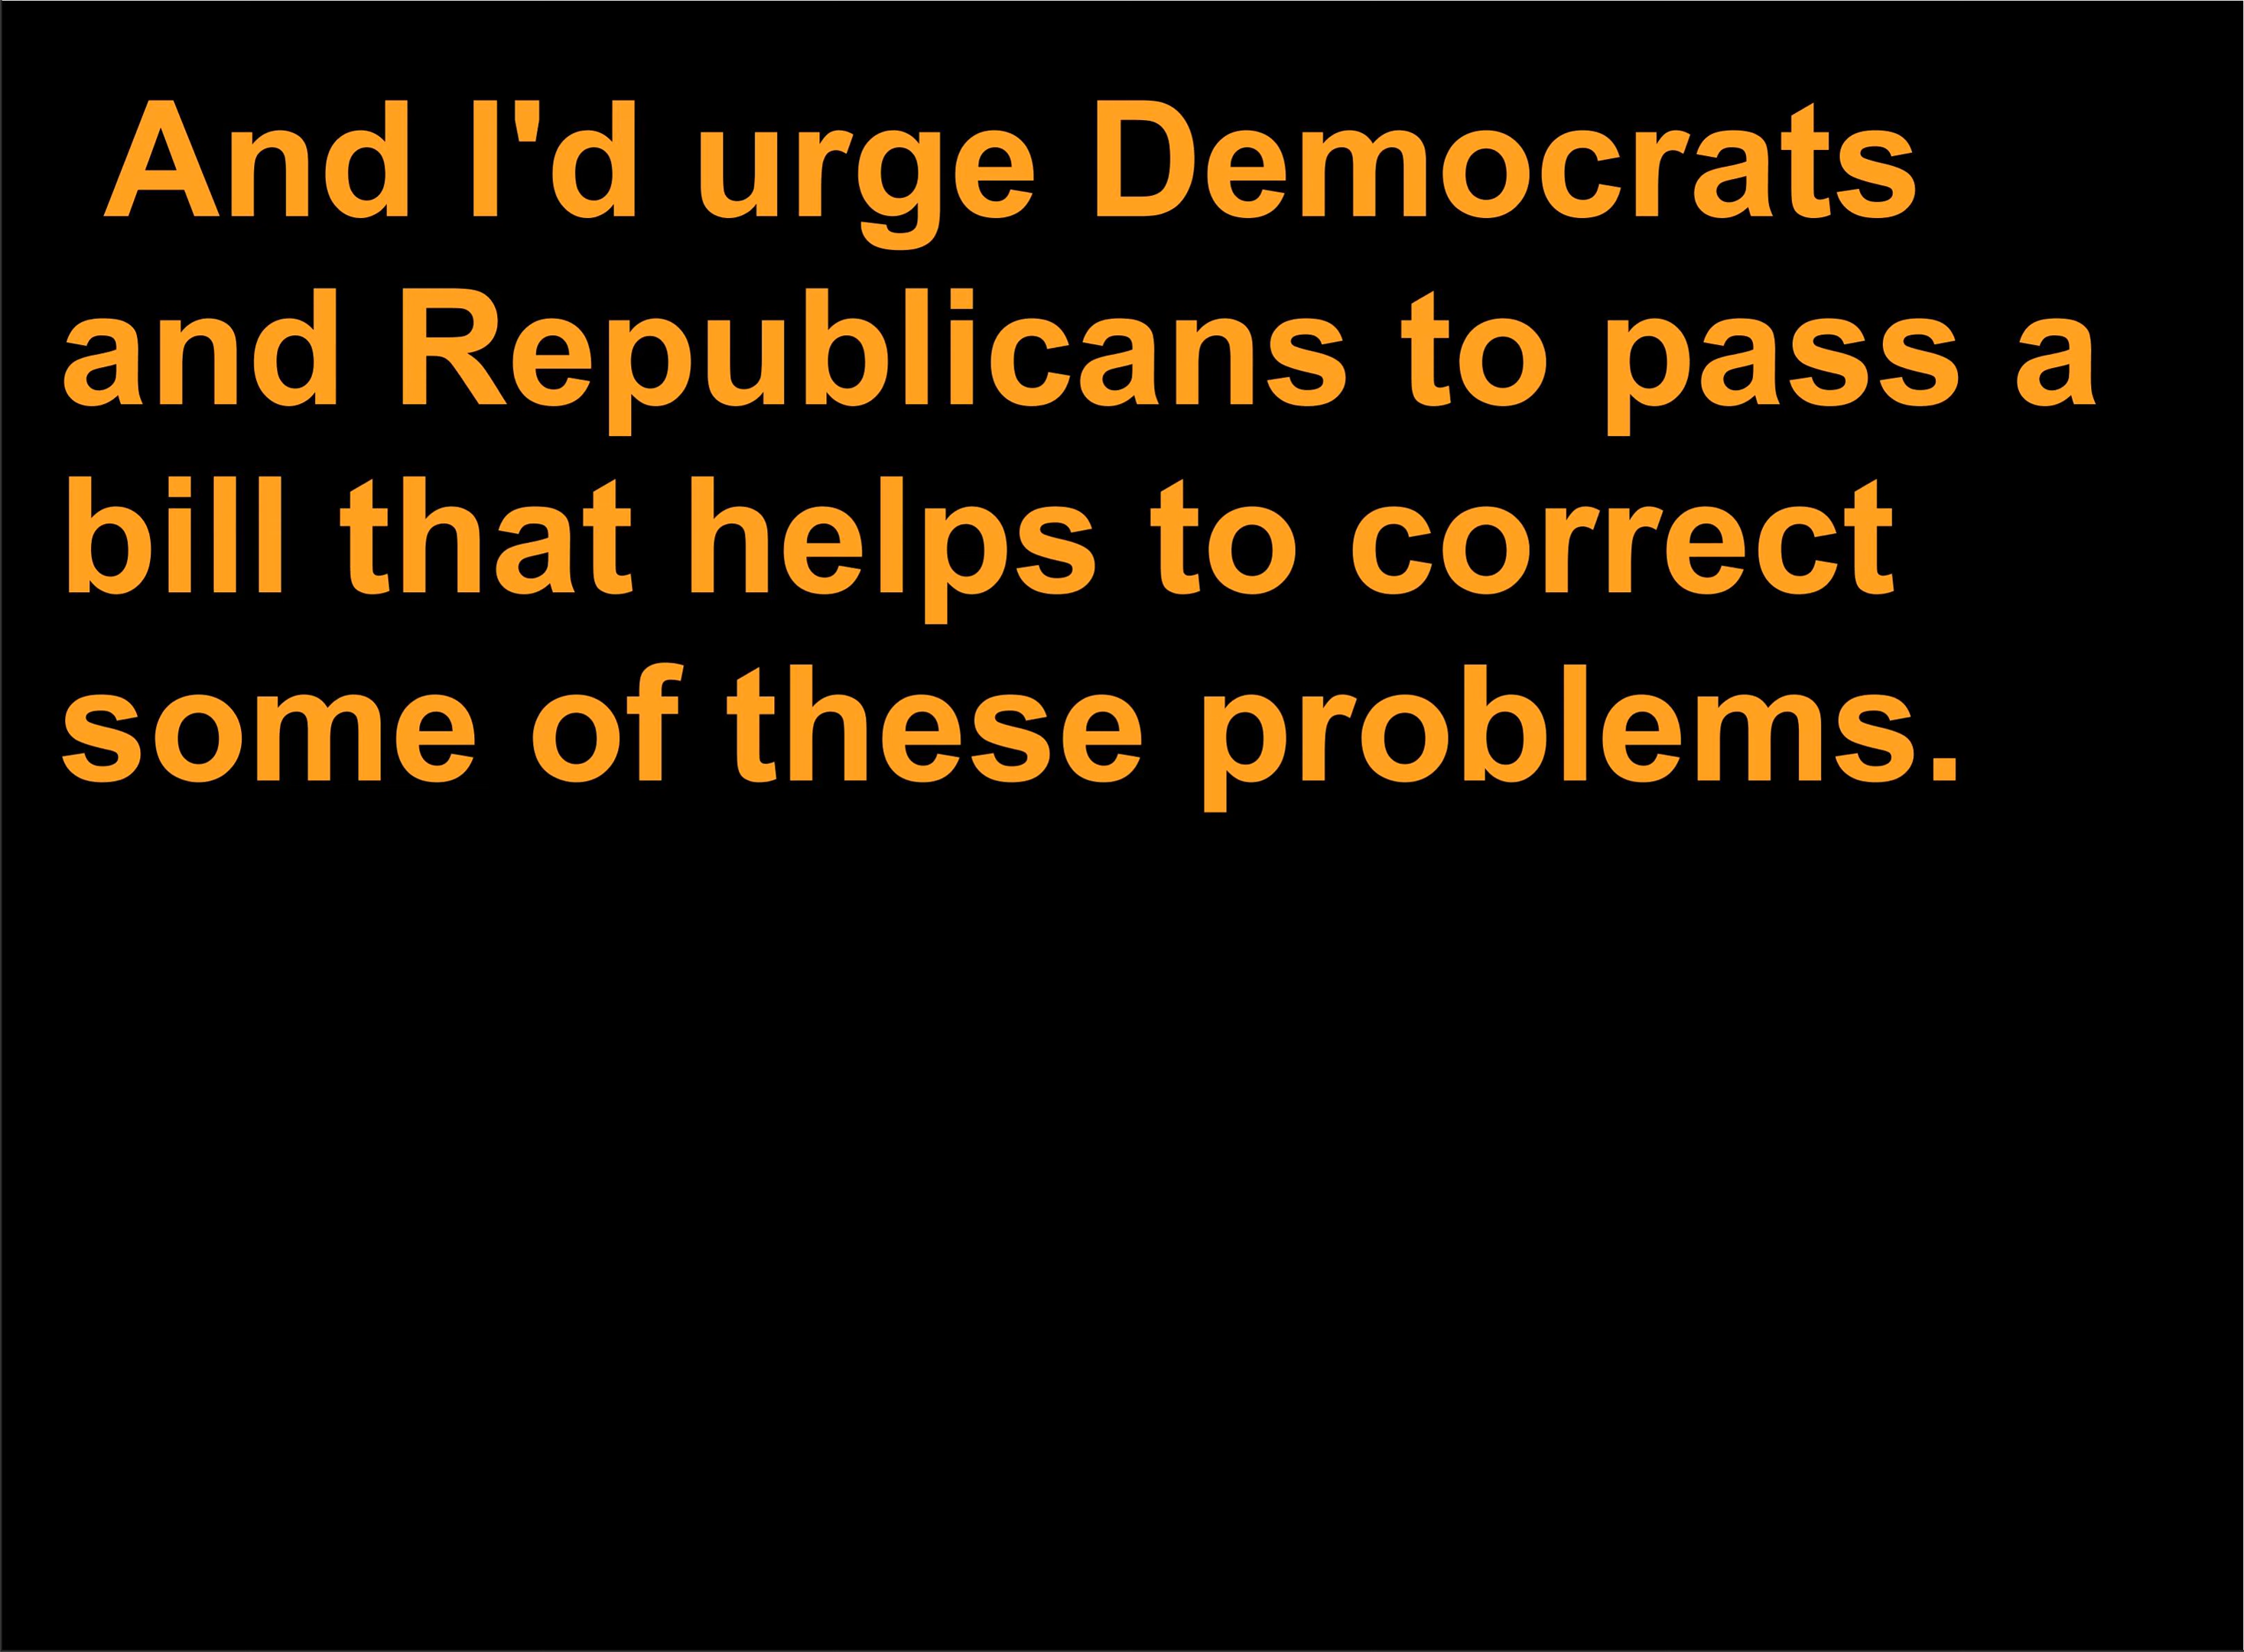 And I'd urge Democrats
and Republicans to pass a
bill that helps to correct
some of these problems.